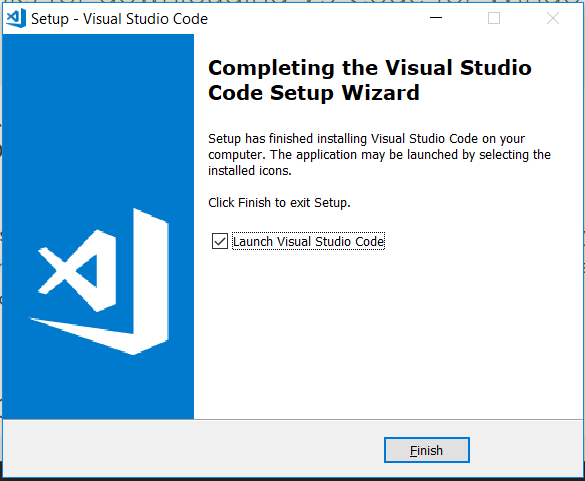 Setup - Visual Studio Code
Completing the Visual Studio
Code Setup Wizard
Setup has finished installing Visual Studio Code on your
computer. The application may be launched by selecting the
installed icons.
Click Finish to exit Setup.
Launch Visual Studio Code
Finish